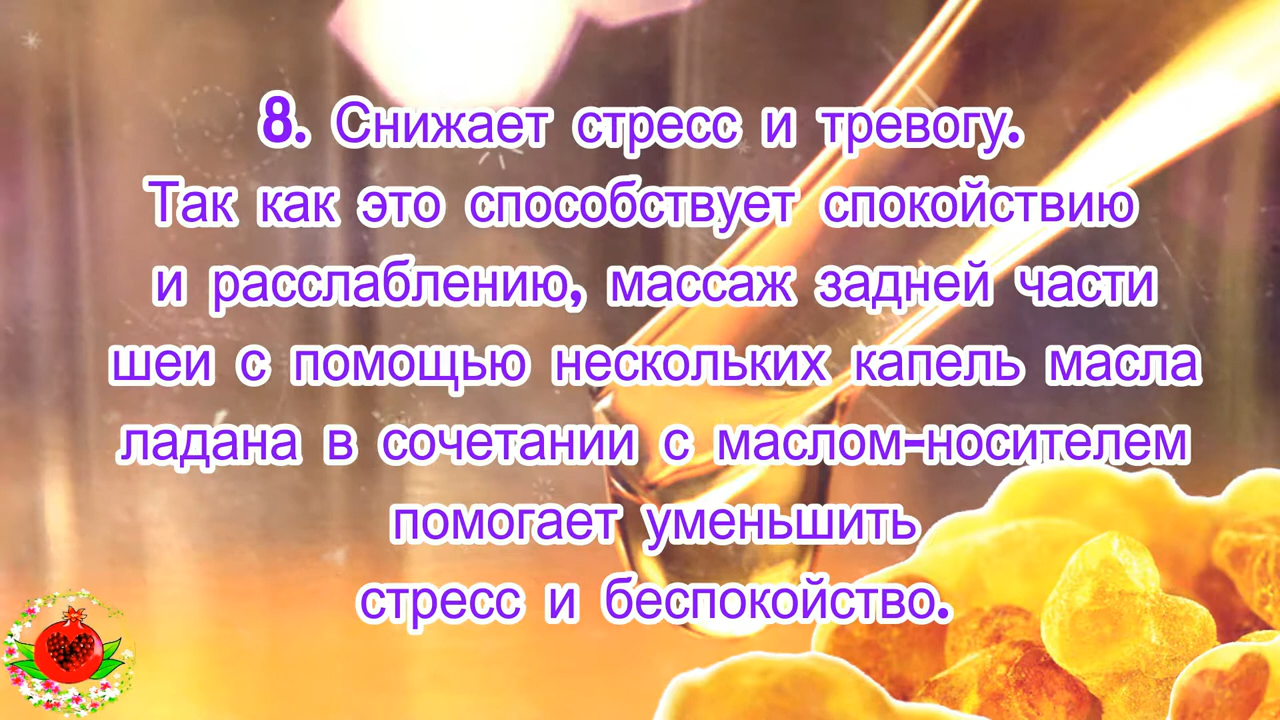 8. Снижает стресс и тревогу.
Так как это способствует спокойствию
и расслаблению, массаж задней части
шеи с помощью нескольких капель масла
ладана в сочетании с маслом-носителем
помогает уменьшить
стресс и беспокойство.